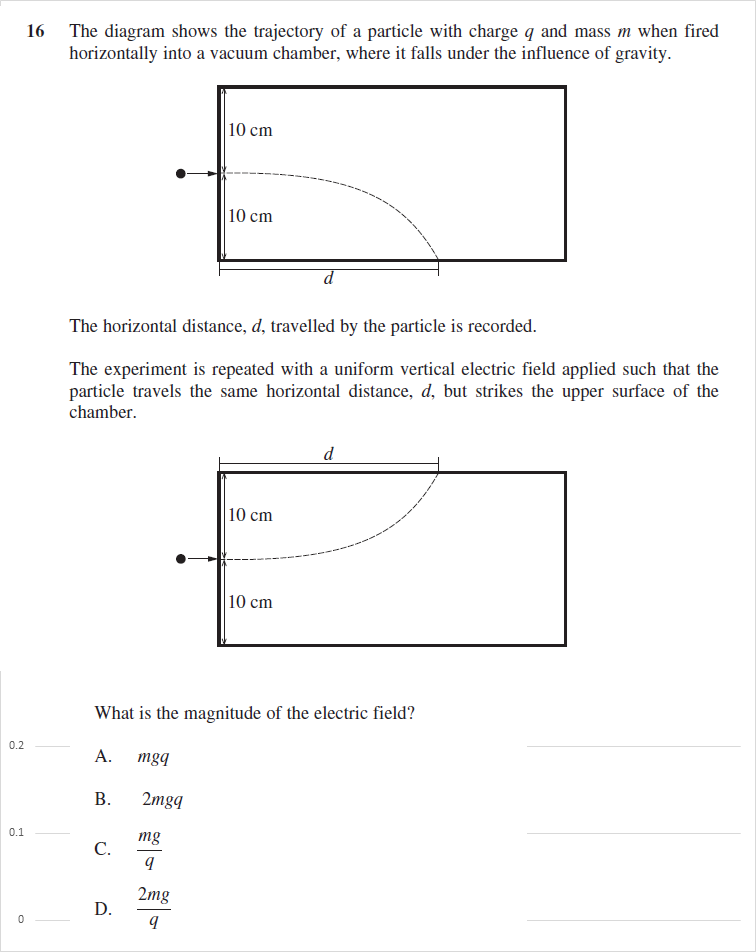 16 The diagram shows the trajectory of a particle with charge q and mass m when fired
horizontally into a vacuum chamber, where it falls under the influence of gravity.
10 cm
10 cm
d
The horizontal distance, d, travelled by the particle is recorded.
The experiment is repeated with a uniform vertical electric field applied such that the
particle travels the same horizontal distance, d, but strikes the upper surface of the
chamber.
d
10 cm
10 cm
What is the magnitude of the electric field?
0.2
A. mgq
B. 2mgq
0.1
C. mg/q
D. 2mg/q
0